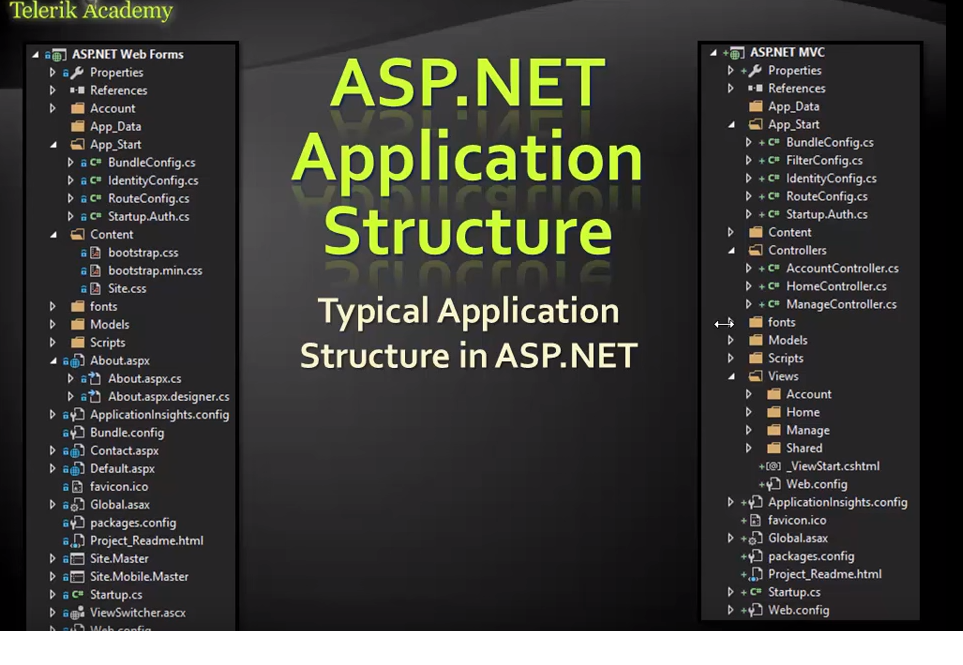 Telerik Academy
ASP.NET Web Forms
Properties
References
Account
App_Data
App_Start
BundleConfig.cs
IdentityConfig.cs
RouteConfig.cs
Startup.Auth.cs
Content
bootstrap.css
bootstrap.min.css
Site.css
fonts
Models
Scripts
About.aspx
About.aspx.cs
About.aspx.designer.cs
ApplicationInsights.config
Bundle.config
Contact.aspx
Default.aspx
favicon.ico
Global.asax
packages.config
Project_Readme.html
Site.Master
Site.Mobile.Master
Startup.cs
ViewSwitcher.ascx
Web.config
ASP.NET
Application
Structure
Typical Application
Structure in ASP.NET
ASP.NET MVC
Properties
References
App_Data
App_Start
BundleConfig.cs
FilterConfig.cs
IdentityConfig.cs
RouteConfig.cs
Startup.Auth.cs
Content
Controllers
AccountController.cs
HomeController.cs
ManageController.cs
fonts
Models
Scripts
Views
Account
Home
Manage
Shared
_ViewStart.cshtml
Web.config
ApplicationInsights.config
favicon.ico
Global.asax
packages.config
Project_Readme.html
Startup.cs
Web.config